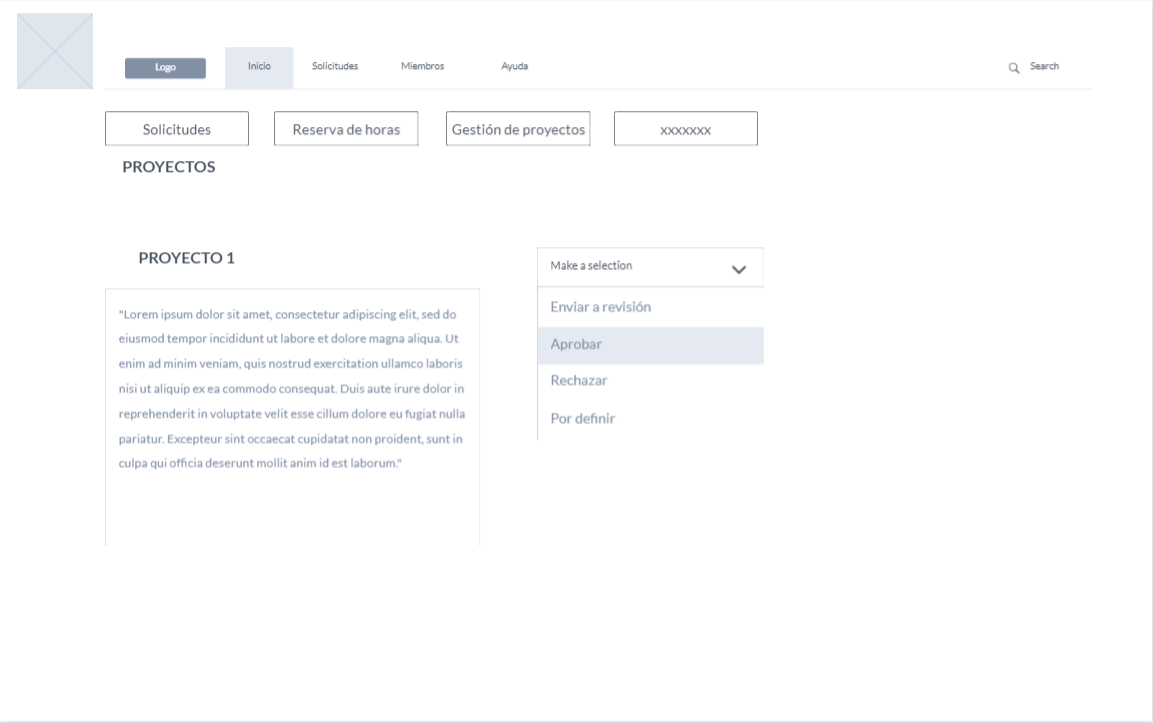 Logo
Inicio
Solicitudes
Miembros
Ayuda
Search
Solicitudes
Reserva de horas
Gestión de proyectos
xxxxxxx
PROYECTOS
PROYECTO 1
"Lorem ipsum dolor sit amet, consectetur adipiscing elit, sed do
eiusmod tempor incididunt ut labore et dolore magna aliqua. Ut
enim ad minim veniam, quis nostrud exercitation ullamco laboris
nisi ut aliquip ex ea commodo consequat. Duis aute irure dolor in
reprehenderit in voluptate velit esse cillum dolore eu fugiat nulla
pariatur. Excepteur sint occaecat cupidatat non proident, sunt in
culpa qui officia deserunt mollit anim id est laborum."
Make a selection
Enviar a revisión
Aprobar
Rechazar
Por definir